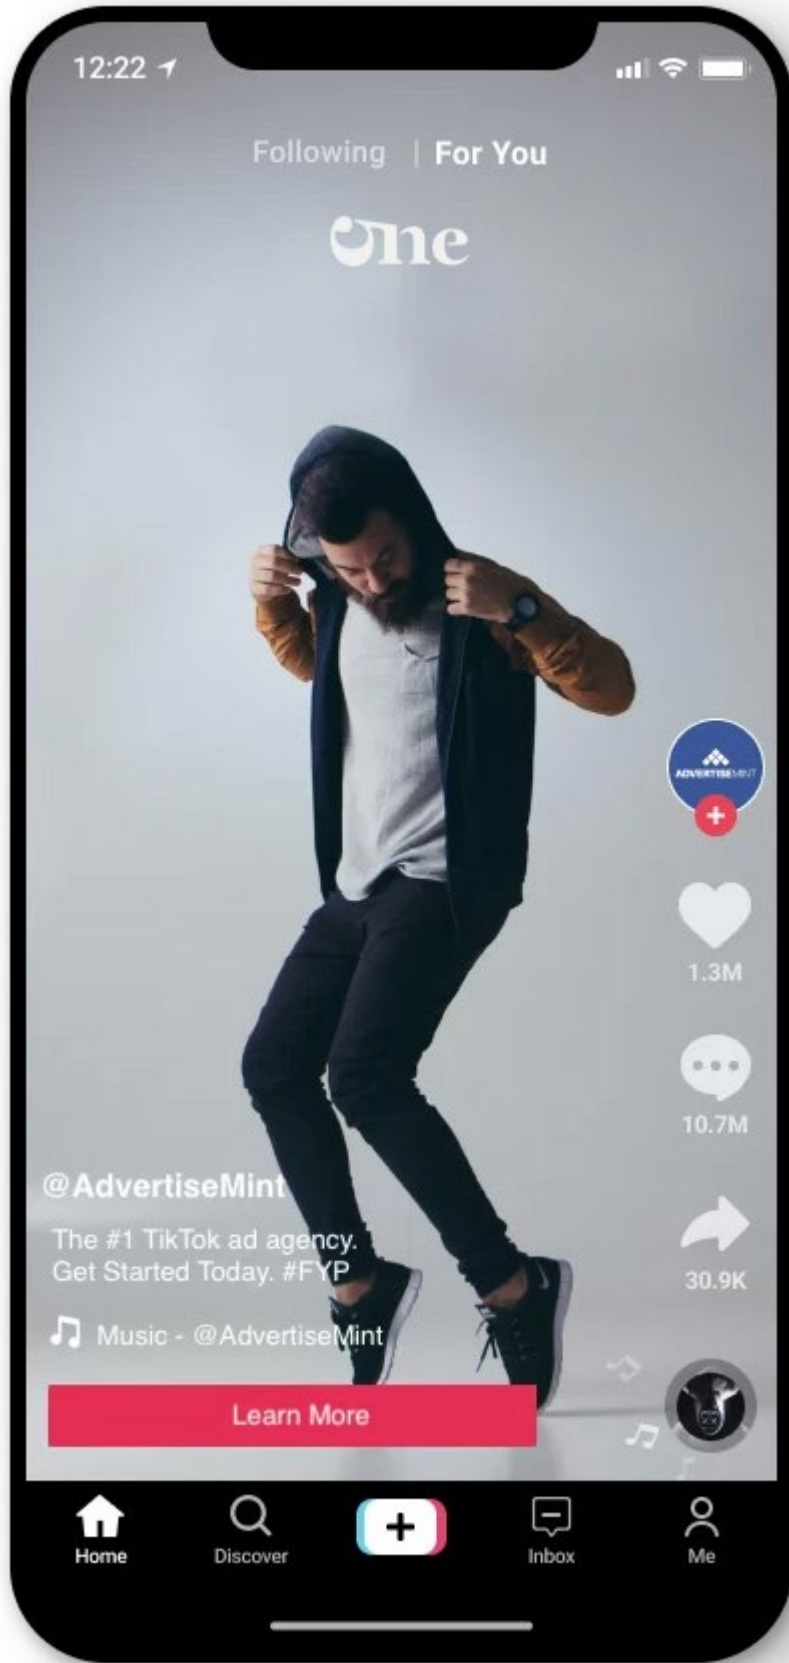 12:22
Following | For You
One
ADVERTISEMINT
1.3M
10.7M
@AdvertiseMint
The #1 TikTok ad agency.
Get Started Today. #FYP
30.9K
Music - @AdvertiseMint
Learn More
Home
Discover
Inbox
Me